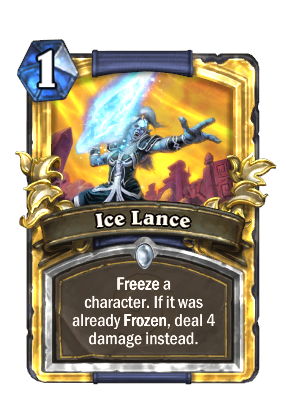 1
Ice Lance
Freeze a
character. If it was
already Frozen, deal 4
damage instead.